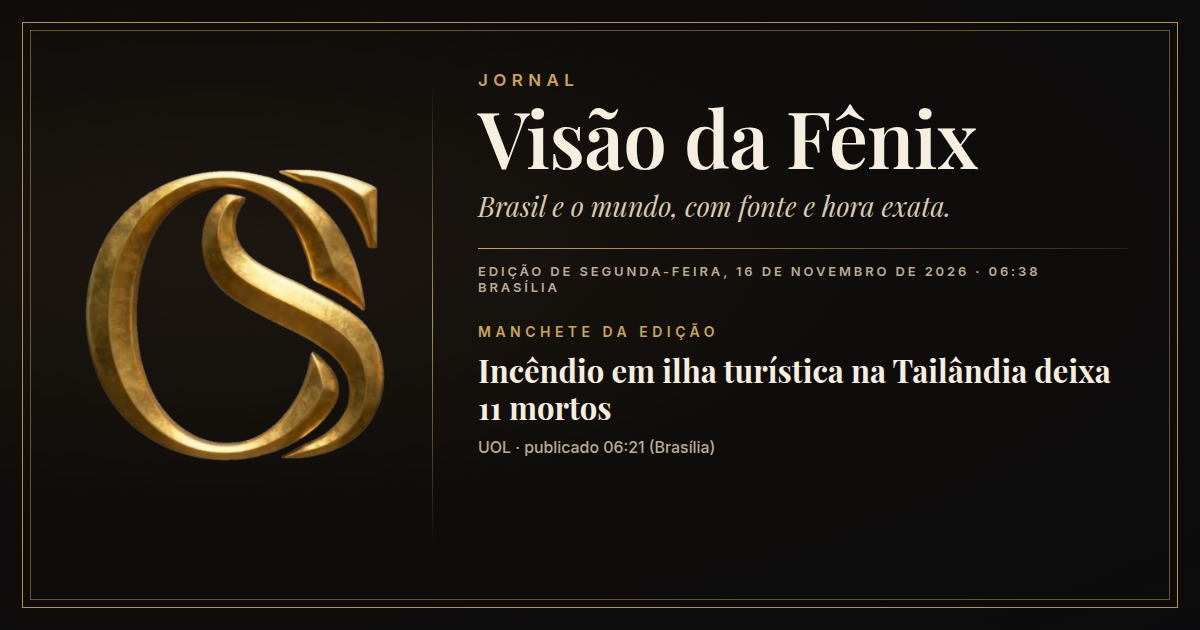 JORNAL
Visão da Fênix
Brasil e o mundo, com fonte e hora exata.
EDIÇÃO DE SEGUNDA-FEIRA, 16 DE NOVEMBRO DE 2026 · 06:38
BRASÍLIA
MANCHETE DA EDIÇÃO
Incêndio em ilha turística na Tailândia deixa
11 mortos
UOL · publicado 06:21 (Brasília)